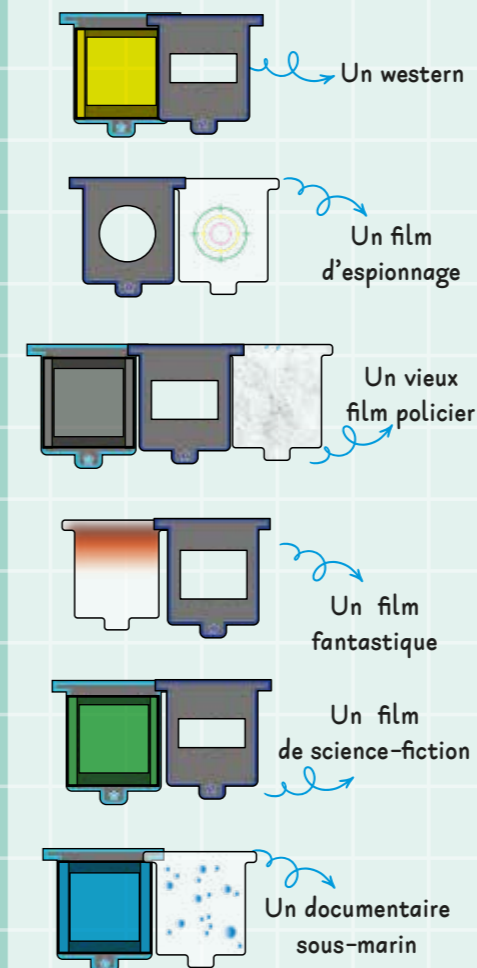 Un western
Un film
d'espionnage
Un vieux
film policier
Un film
fantastique
Un film
de science-fiction
Un documentaire
sous-marin